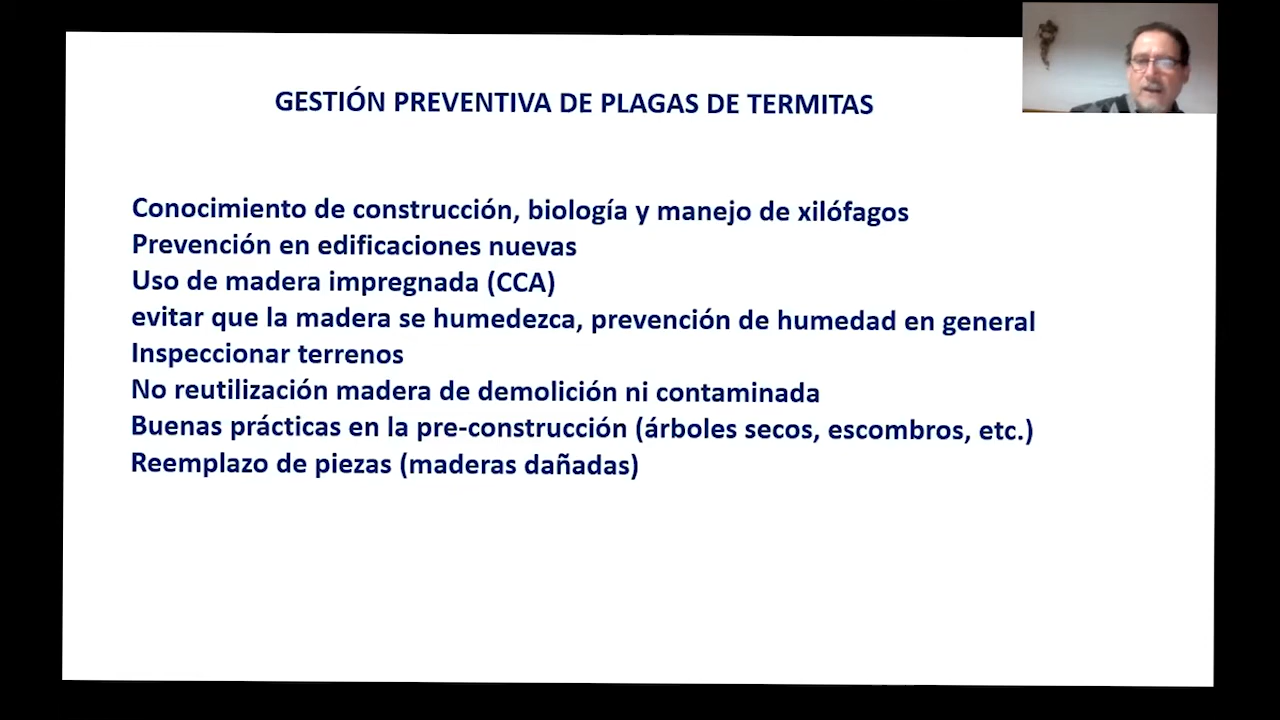 GESTIÓN PREVENTIVA DE PLAGAS DE TERMITAS
Conocimiento de construcción, biología y manejo de xilófagos
Prevención en edificaciones nuevas
Uso de madera impregnada (CCA)
evitar que la madera se humedezca, prevención de humedad en general
Inspeccionar terrenos
No reutilización madera de demolición ni contaminada
Buenas prácticas en la pre-construcción (árboles secos, escombros, etc.)
Reemplazo de piezas (maderas dañadas)